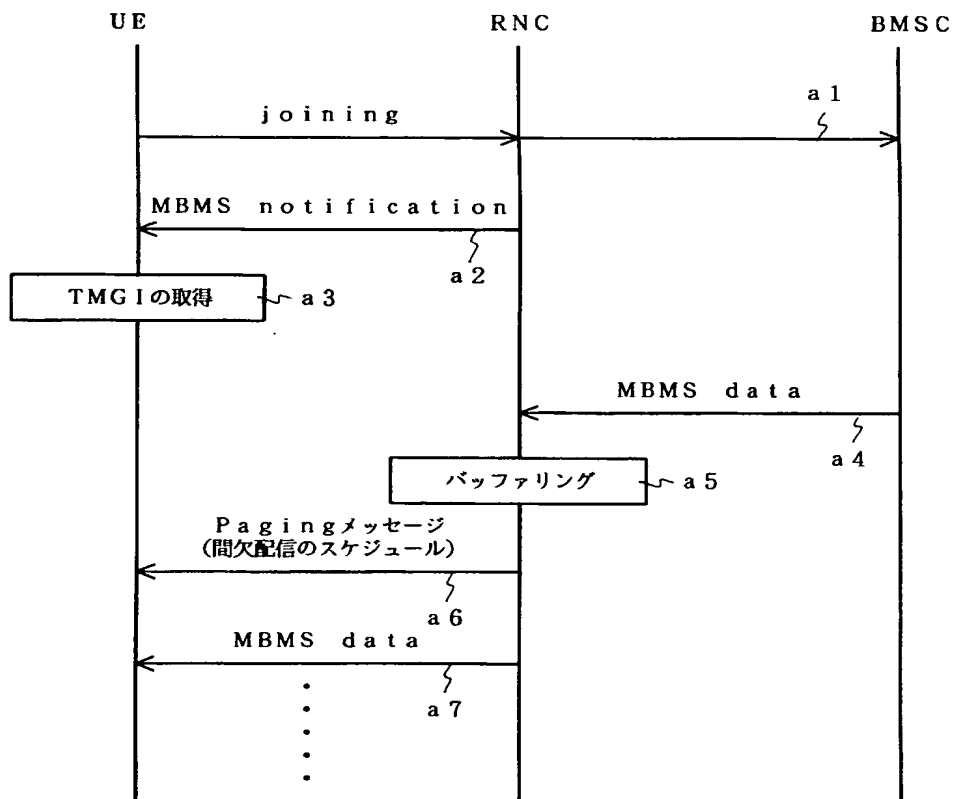 UE RNC BMSC
a1
joining
MBMS notification
a2
TMGIの取得
a3
MBMS data
a4
バッファリング
a5
Pagingメッセージ
(間欠配信のスケジュール)
a6
MBMS data
a7